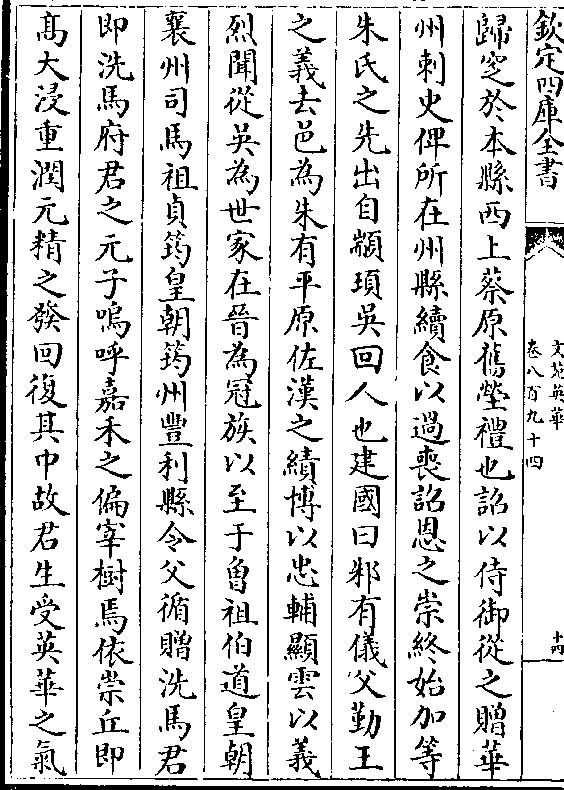 欽定四庫全書
文苑英華
卷八百九十四
十四
歸窆於本縣西上蔡原舊塋禮也詔以侍御從之贈華
州刺史俾所在州縣續食以過喪詔恩之崇終始加等
朱氏之先出自顓頊吳回人也建國曰邾有儀父勤王
之義去邑為朱有平原佐漢之績博以忠輔顯雲以義
烈聞從吳為世家在晉為冠族以至于曾祖伯道皇朝
襄州司馬祖貞筠皇朝筠州豐利縣令父循贈洗馬君
即洗馬府君之元子嗚呼嘉禾之偏宰樹焉依崇丘即
髙大浸重潤元精之發回復其中故君生受英華之氣